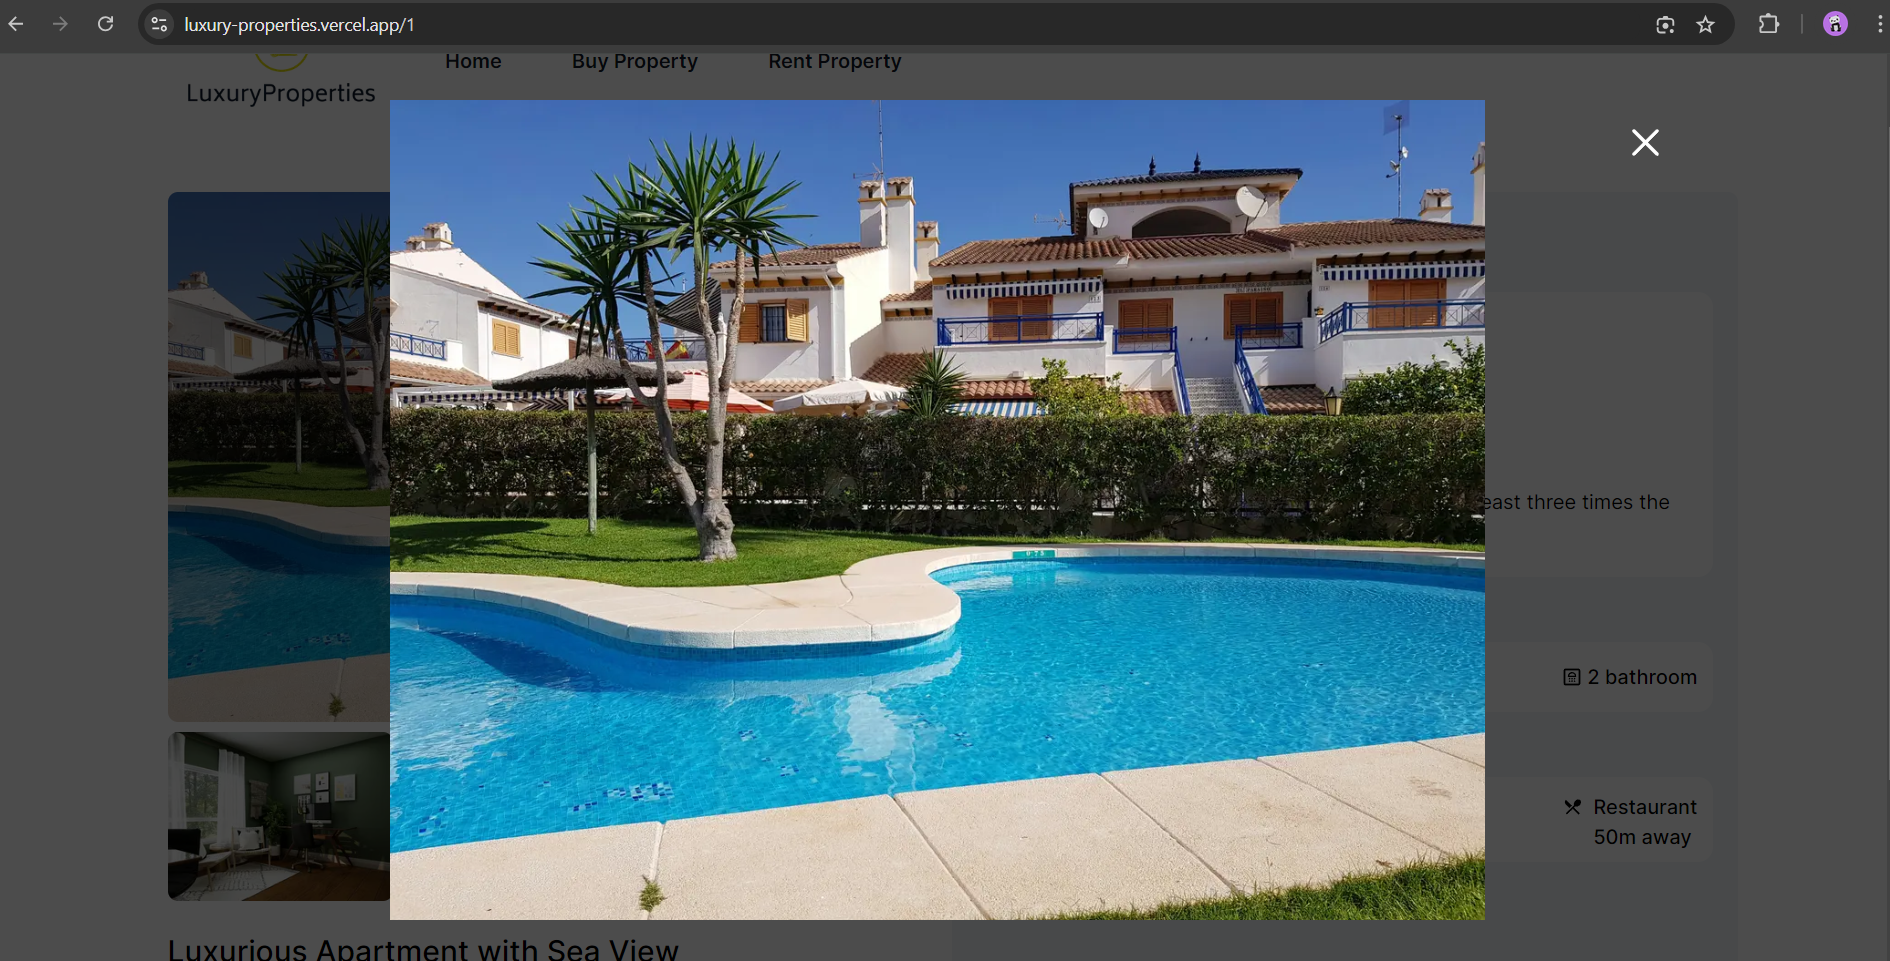 luxury-properties.vercel.app/1
Home Buy Property Rent Property
LuxuryProperties
east three times the
2 bathroom
Restaurant
50m away
Luxurious Apartment with Sea View